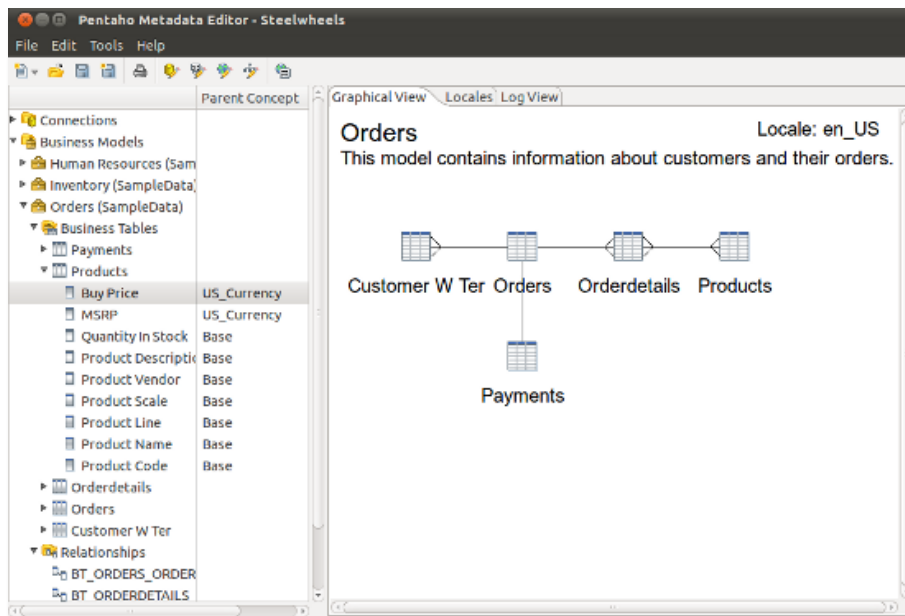 Pentaho Metadata Editor - Steelwheels
File Edit Tools Help
Parent Concept
Connections
Business Models
Human Resources (Sam
Inventory (SampleData)
Orders (SampleData)
Business Tables
Payments
Products
Buy Price US_Currency
MSRP US_Currency
Quantity In Stock Base
Product Descriptio Base
Product Vendor Base
Product Scale Base
Product Line Base
Product Name Base
Product Code Base
Orderdetails
Orders
Customer W Ter
Relationships
BT_ORDERS_ORDER
BT_ORDERDETAILS
Graphical View Locales Log View
Orders Locale: en_US
This model contains information about customers and their orders.
Customer W Ter Orders Orderdetails Products
Payments